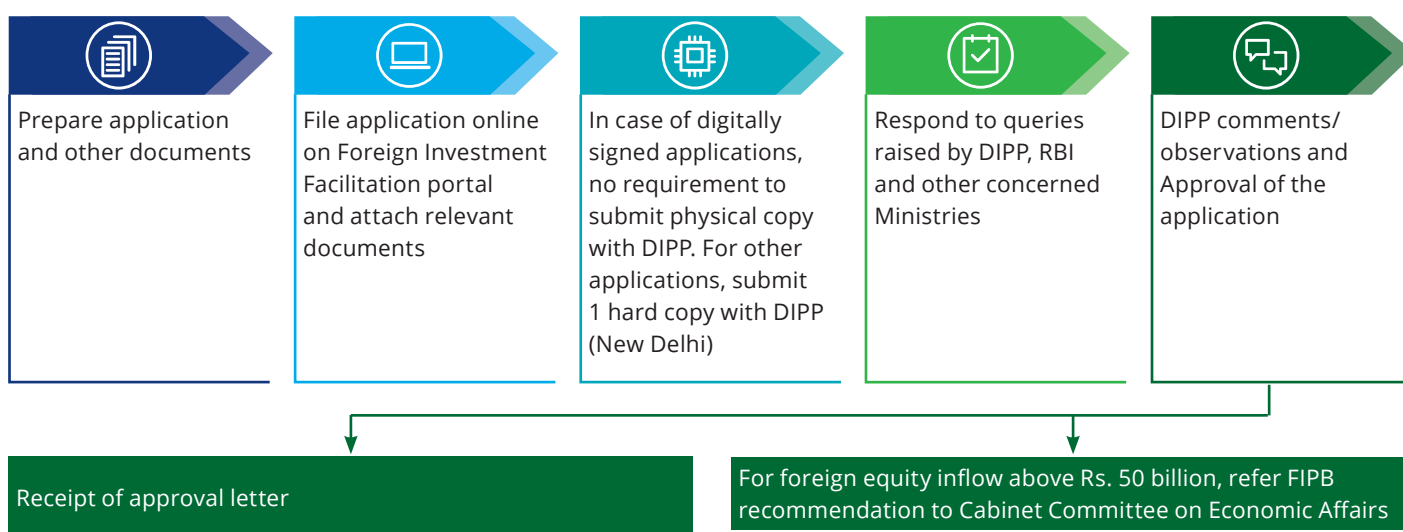 Prepare application
and other documents
File application online
on Foreign Investment
Facilitation portal
and attach relevant
documents
In case of digitally
signed applications,
no requirement to
submit physical copy
with DIPP. For other
applications, submit
1 hard copy with DIPP
(New Delhi)
Respond to queries
raised by DIPP, RBI
and other concerned
Ministries
DIPP comments/
observations and
Approval of the
application
Receipt of approval letter
For foreign equity inflow above Rs. 50 billion, refer FIPB
recommendation to Cabinet Committee on Economic Affairs